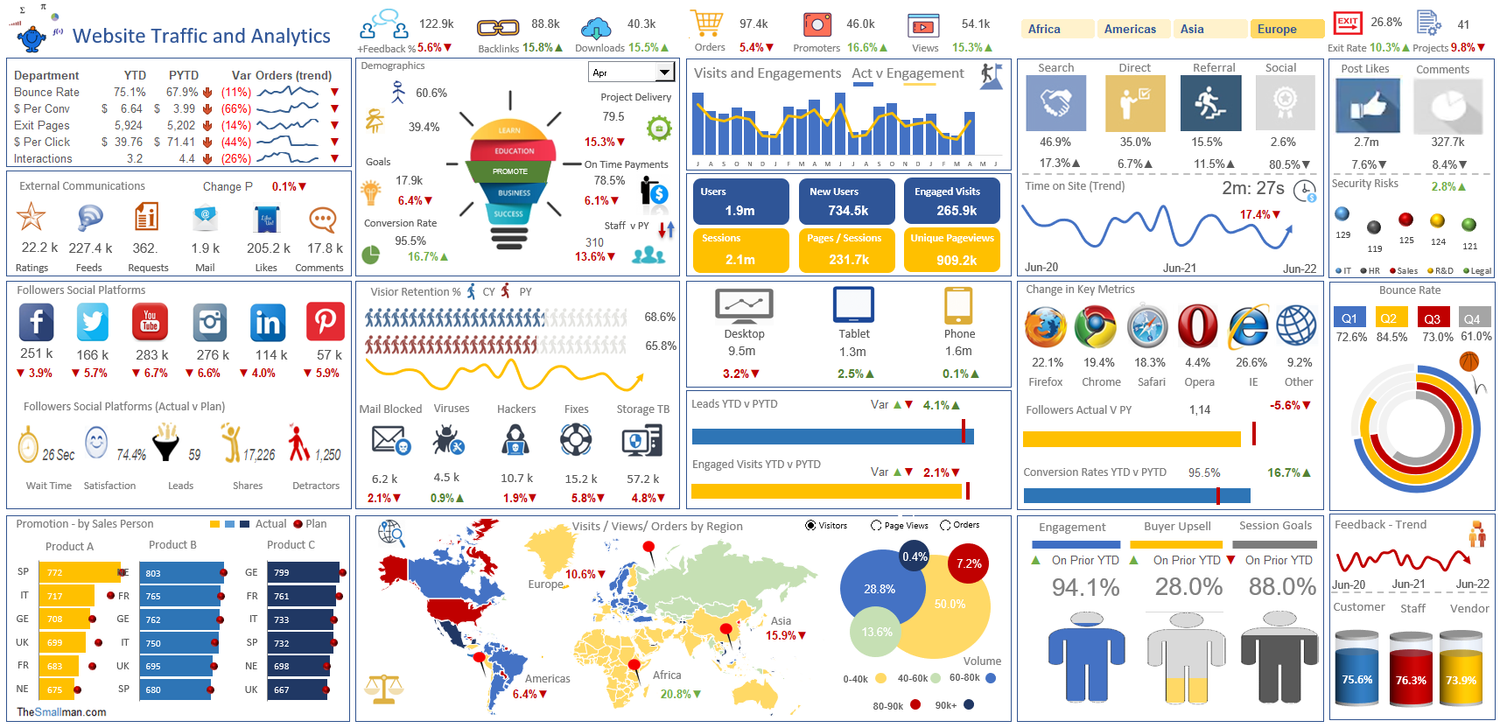 Σ π
f(x)
Website Traffic and Analytics
122.9k
+Feedback % 5.6%▼
88.8k
Backlinks 15.8%▲
40.3k
Downloads 15.5%▲
97.4k
Orders 5.4%▼
46.0k
Promoters 16.6%▲
54.1k
Views 15.3%▲
Africa Americas Asia Europe
EXIT 26.8%
Exit Rate 10.3%▲
41
Projects 9.8%▼
Department YTD PYTD Var Orders (trend)
Bounce Rate 75.1% 67.9% (11%) ▼
$ Per Conv $ 6.64 $ 3.99 (66%) ▼
Exit Pages 5,924 5,202 (14%) ▼
$ Per Click $ 39.76 $ 71.41 (44%) ▼
Interactions 3.2 4.4 (26%) ▼
External Communications Change P 0.1%▼
22.2 k 227.4 k 362. 1.9 k 205.2 k 17.8 k
Ratings Feeds Requests Mail Likes Comments
Demographics
Apr
60.6%
39.4%
Goals
17.9k
6.4%▼
Conversion Rate
95.5%
16.7%▲
LEARN
EDUCATION
PROMOTE
BUSINESS
SUCCESS
Project Delivery
79.5
15.3%▼
On Time Payments
78.5%
6.1%▼
Staff v PY
310
13.6%▼
Visits and Engagements Act v Engagement
J A S O N D J F M A M J J A S O N D J F M A M J
Users
1.9m
New Users
734.5k
Engaged Visits
265.9k
Sessions
2.1m
Pages / Sessions
231.7k
Unique Pageviews
909.2k
Search Direct Referral Social
46.9% 35.0% 15.5% 2.6%
17.3%▲ 6.7%▲ 11.5%▲ 80.5%▼
Time on Site (Trend) 2m: 27s
17.4%▼
Jun-20 Jun-21 Jun-22
Post Likes Comments
2.7m 327.7k
7.6%▼ 8.4%▼
Security Risks 2.8%▲
129 119 125 124 121
IT HR Sales R&D Legal
Followers Social Platforms
You Tube
251 k 166 k 283 k 276 k 114 k 57 k
▼ 3.9% ▼ 5.7% ▼ 6.7% ▼ 6.6% ▼ 4.0% ▼ 5.9%
Followers Social Platforms (Actual v Plan)
26 Sec 74.4% 59 17,226 1,250
Wait Time Satisfaction Leads Shares Detractors
Visior Retention % CY PY
68.6%
65.8%
Mail Blocked Viruses Hackers Fixes Storage TB
6.2 k 4.5 k 10.7 k 15.2 k 57.2 k
2.1%▼ 0.9%▲ 1.9%▼ 5.8%▼ 4.8%▼
Desktop Tablet Phone
9.5m 1.3m 1.6m
3.2%▼ 2.5%▲ 0.1%▲
Leads YTD v PYTD Var ▲▼ 4.1%▲
Engaged Visits YTD v PYTD Var ▲▼ 2.1%▼
Change in Key Metrics
22.1% 19.4% 18.3% 4.4% 26.6% 9.2%
Firefox Chrome Safari Opera IE Other
Followers Actual V PY 1,14 -5.6%▼
Conversion Rates YTD v PYTD 95.5% 16.7%▲
Bounce Rate
Q1 Q2 Q3 Q4
72.6% 84.5% 73.0% 61.0%
Promotion - by Sales Person Actual Plan
Product A Product B Product C
SP 772
IT 717
GE 708
UK 699
FR 683
NE 675
803
FR 765
GE 762
IT 750
UK 695
SP 680
GE 799
FR 761
IT 733
SP 732
NE 698
UK 667
TheSmallman.com
Visits / Views/ Orders by Region
Visitors Page Views Orders
Europe 10.6%▼
Asia
15.9%▼
Americas
6.4%▼
Africa
20.8%▼
28.8% 0.4% 7.2% 50.0% 13.6%
Volume
0-40k 40-60k 60-80k
80-90k 90k+
Engagement Buyer Upsell Session Goals
▲ On Prior YTD ▲ On Prior YTD ▼ On Prior YTD
94.1% 28.0% 88.0%
Feedback - Trend
Jun-20 Jun-21 Jun-22
Customer Staff Vendor
75.6% 76.3% 73.9%